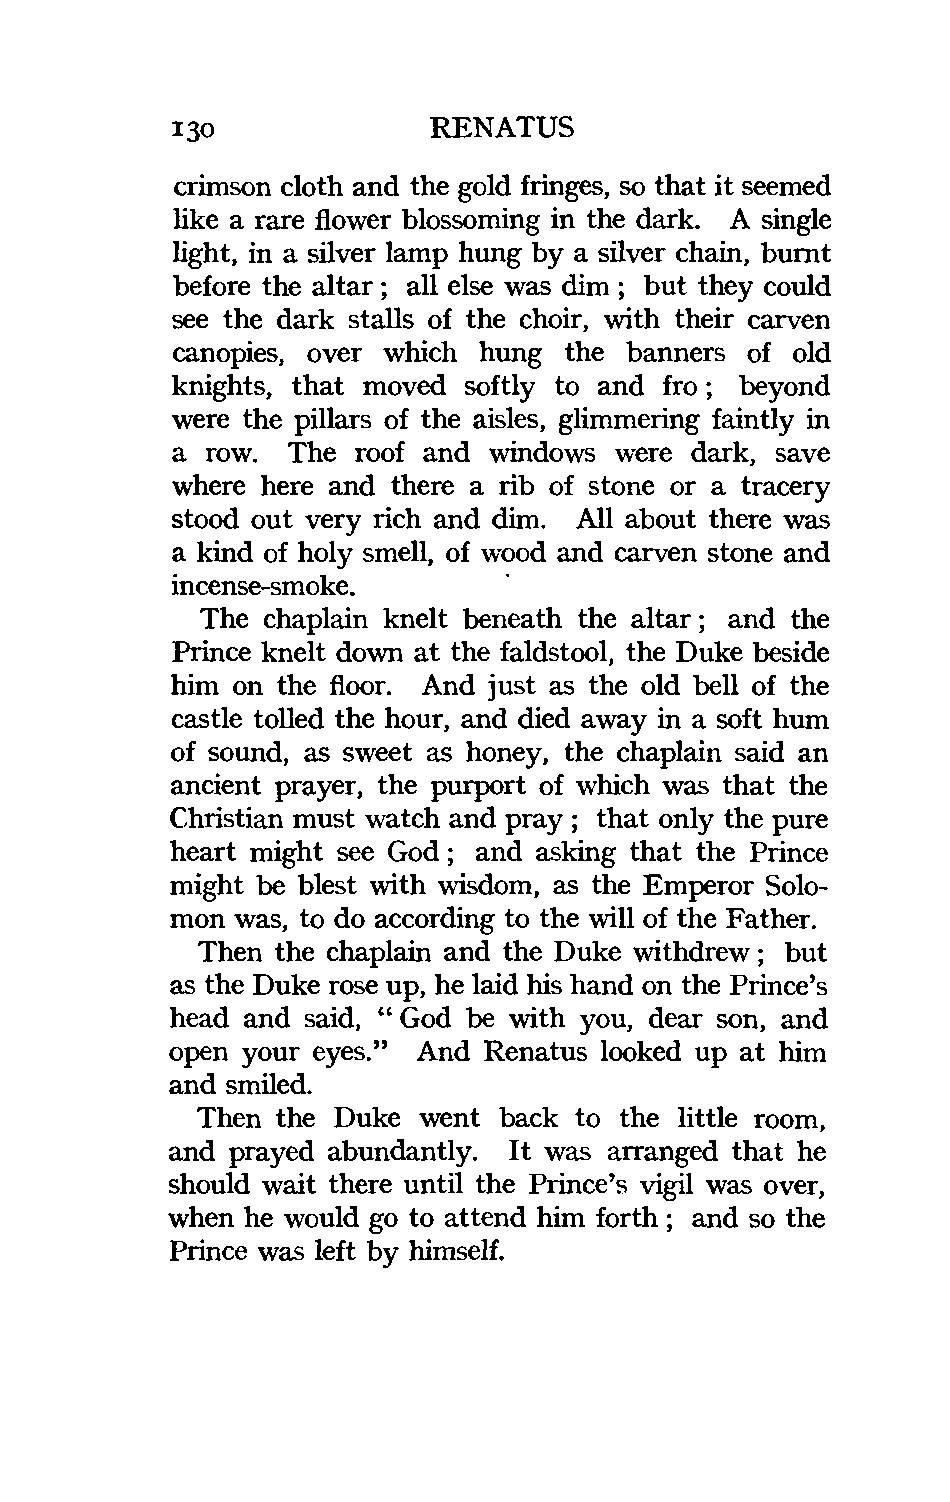 130 RENATUS
crimson cloth and the gold fringes, so that it seemed
like a rare flower blossoming in the dark. A single
light, in a silver lamp hung by a silver chain, burnt
before the altar ; all else was dim ; but they could
see the dark stalls of the choir, with their carven
canopies, over which hung the banners of old
knights, that moved softly to and fro ; beyond
were the pillars of the aisles, glimmering faintly in
a row. The roof and windows were dark, save
where here and there a rib of stone or a tracery
stood out very rich and dim. All about there was
a kind of holy smell, of wood and carven stone and
incense-smoke.
The chaplain knelt beneath the altar ; and the
Prince knelt down at the faldstool, the Duke beside
him on the floor. And just as the old bell of the
castle tolled the hour, and died away in a soft hum
of sound, as sweet as honey, the chaplain said an
ancient prayer, the purport of which was that the
Christian must watch and pray ; that only the pure
heart might see God ; and asking that the Prince
might be blest with wisdom, as the Emperor Solo-
mon was, to do according to the will of the Father.
Then the chaplain and the Duke withdrew ; but
as the Duke rose up, he laid his hand on the Prince's
head and said, “ God be with you, dear son, and
open your eyes.” And Renatus looked up at him
and smiled.
Then the Duke went back to the little room,
and prayed abundantly. It was arranged that he
should wait there until the Prince's vigil was over,
when he would go to attend him forth ; and so the
Prince was left by himself.